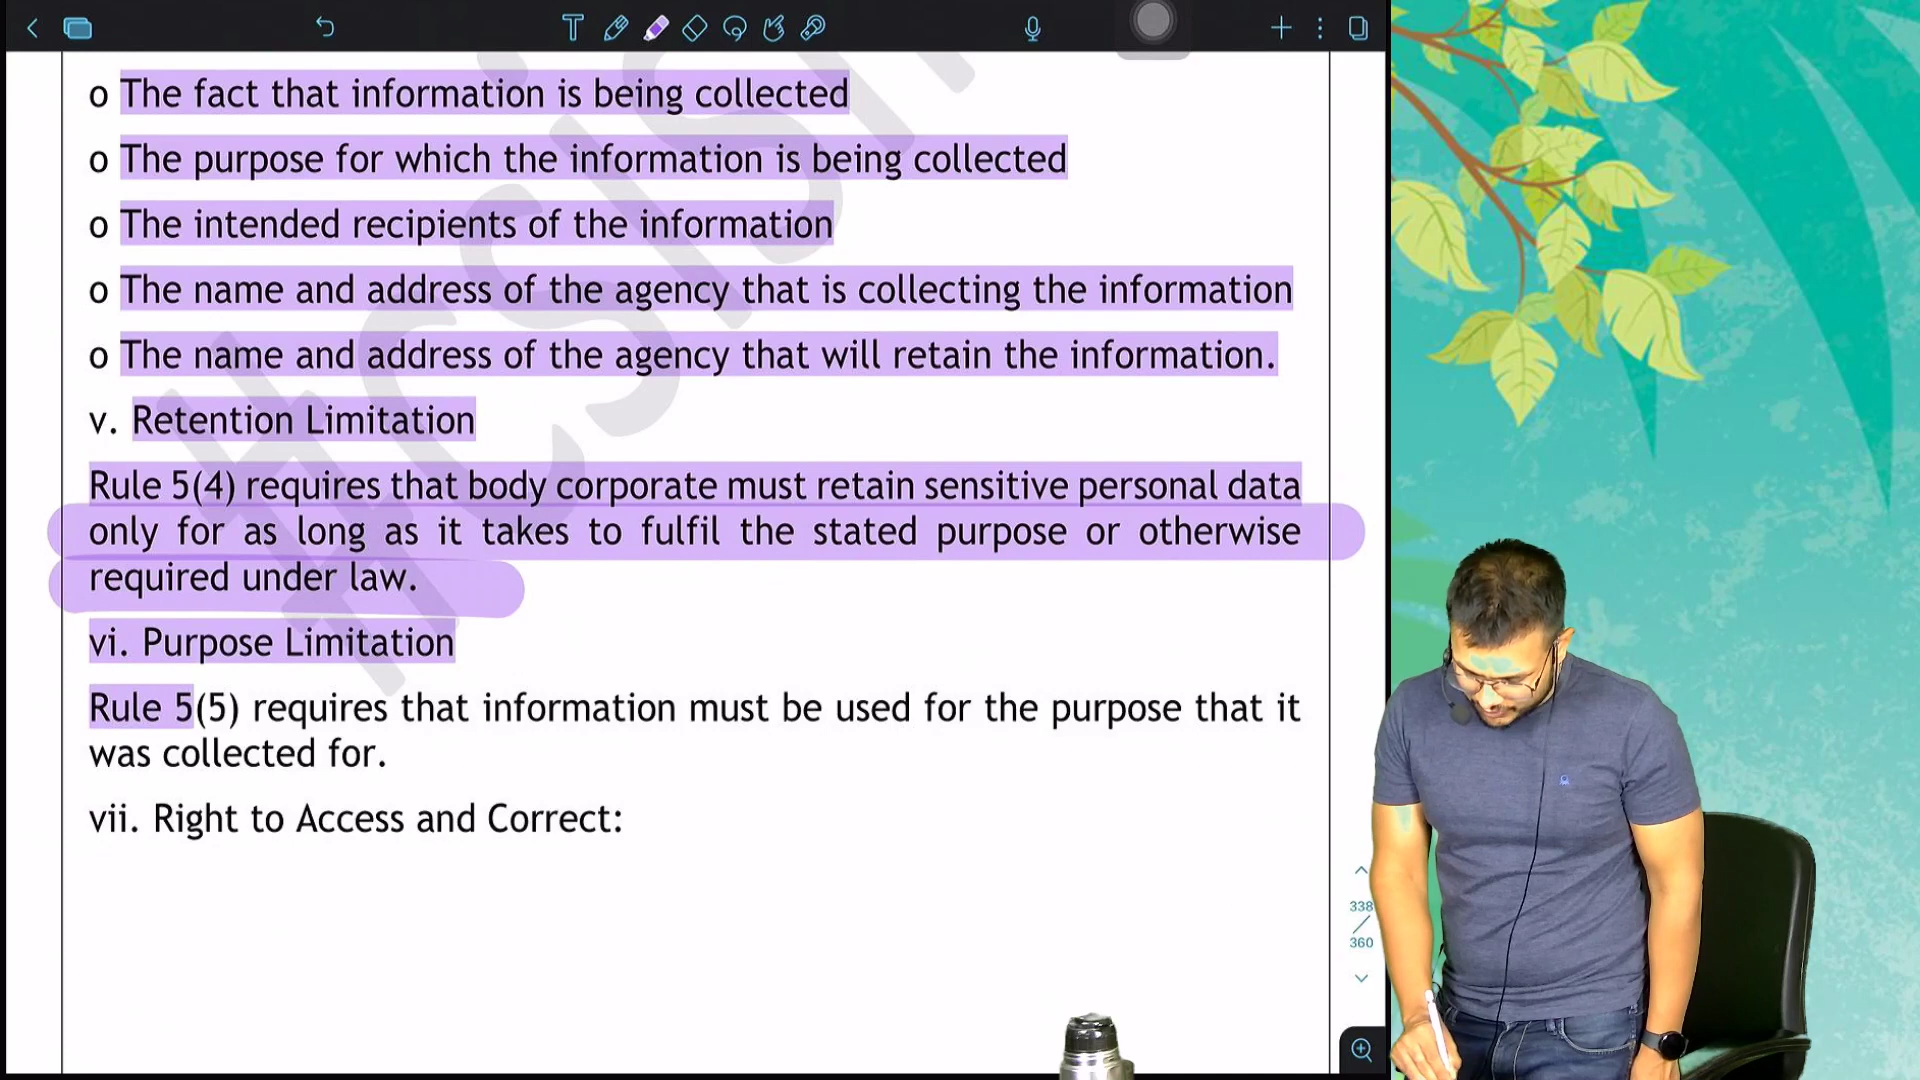 o The fact that information is being collected
o The purpose for which the information is being collected
o The intended recipients of the information
o The name and address of the agency that is collecting the information
o The name and address of the agency that will retain the information.
v. Retention Limitation
Rule 5(4) requires that body corporate must retain sensitive personal data
only for as long as it takes to fulfil the stated purpose or otherwise
required under law.
vi. Purpose Limitation
Rule 5(5) requires that information must be used for the purpose that it
was collected for.
vii. Right to Access and Correct:
338
360